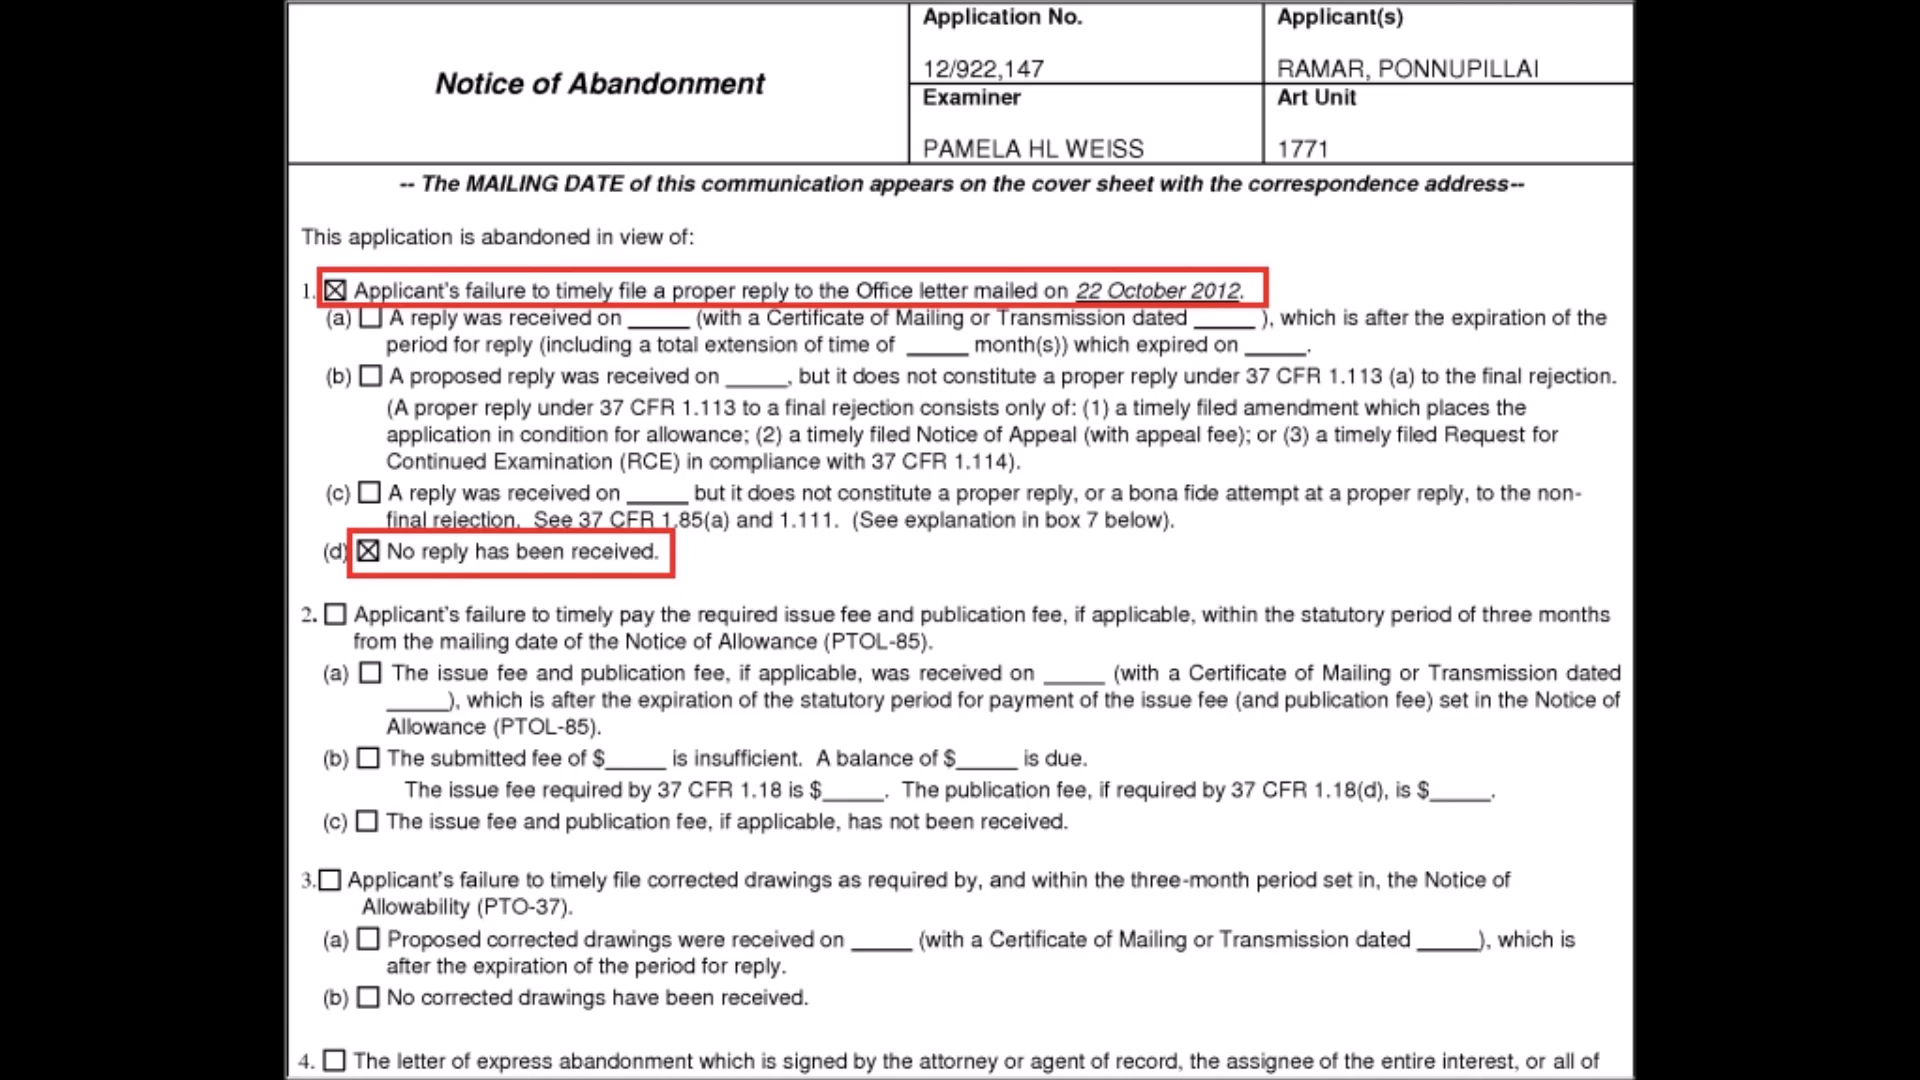 Notice of Abandonment
Application No.
12/922,147
Applicant(s)
RAMAR, PONNUPILLAI
Examiner
PAMELA HL WEISS
Art Unit
1771
-- The MAILING DATE of this communication appears on the cover sheet with the correspondence address--
This application is abandoned in view of:
1. ☒ Applicant's failure to timely file a proper reply to the Office letter mailed on 22 October 2012.
(a) ☐ A reply was received on _____ (with a Certificate of Mailing or Transmission dated _____ ), which is after the expiration of the
period for reply (including a total extension of time of _____ month(s)) which expired on _____.
(b) ☐ A proposed reply was received on _____, but it does not constitute a proper reply under 37 CFR 1.113 (a) to the final rejection.
(A proper reply under 37 CFR 1.113 to a final rejection consists only of: (1) a timely filed amendment which places the
application in condition for allowance; (2) a timely filed Notice of Appeal (with appeal fee); or (3) a timely filed Request for
Continued Examination (RCE) in compliance with 37 CFR 1.114).
(c) ☐ A reply was received on _____ but it does not constitute a proper reply, or a bona fide attempt at a proper reply, to the non-
final rejection. See 37 CFR 1.85(a) and 1.111. (See explanation in box 7 below).
(d) ☒ No reply has been received.
2. ☐ Applicant's failure to timely pay the required issue fee and publication fee, if applicable, within the statutory period of three months
from the mailing date of the Notice of Allowance (PTOL-85).
(a) ☐ The issue fee and publication fee, if applicable, was received on _____ (with a Certificate of Mailing or Transmission dated
_____), which is after the expiration of the statutory period for payment of the issue fee (and publication fee) set in the Notice of
Allowance (PTOL-85).
(b) ☐ The submitted fee of $_____ is insufficient. A balance of $_____ is due.
The issue fee required by 37 CFR 1.18 is $_____. The publication fee, if required by 37 CFR 1.18(d), is $_____.
(c) ☐ The issue fee and publication fee, if applicable, has not been received.
3. ☐ Applicant's failure to timely file corrected drawings as required by, and within the three-month period set in, the Notice of
Allowability (PTO-37).
(a) ☐ Proposed corrected drawings were received on _____ (with a Certificate of Mailing or Transmission dated _____), which is
after the expiration of the period for reply.
(b) ☐ No corrected drawings have been received.
4. ☐ The letter of express abandonment which is signed by the attorney or agent of record, the assignee of the entire interest, or all of